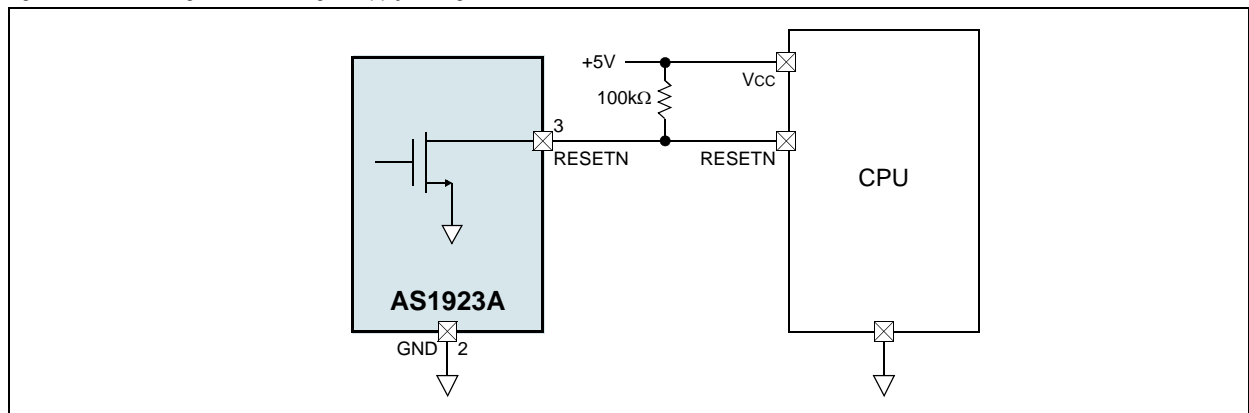 +5V
VCC
100kΩ
3
RESETN
RESETN
CPU
AS1923A
GND 2